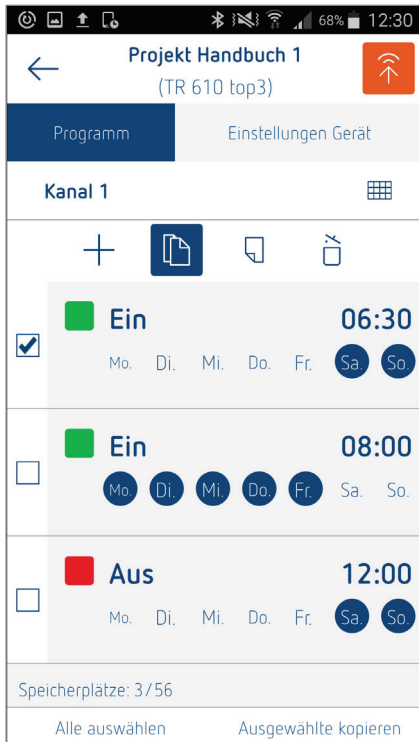 68% 12:30
Projekt Handbuch 1
(TR 610 top3)
Programm Einstellungen Gerät
Kanal 1
Ein 06:30
Mo. Di. Mi. Do. Fr. Sa. So.
Ein 08:00
Mo. Di. Mi. Do. Fr. Sa. So.
Aus 12:00
Mo. Di. Mi. Do. Fr. Sa. So.
Speicherplätze: 3/56
Alle auswählen Ausgewählte kopieren